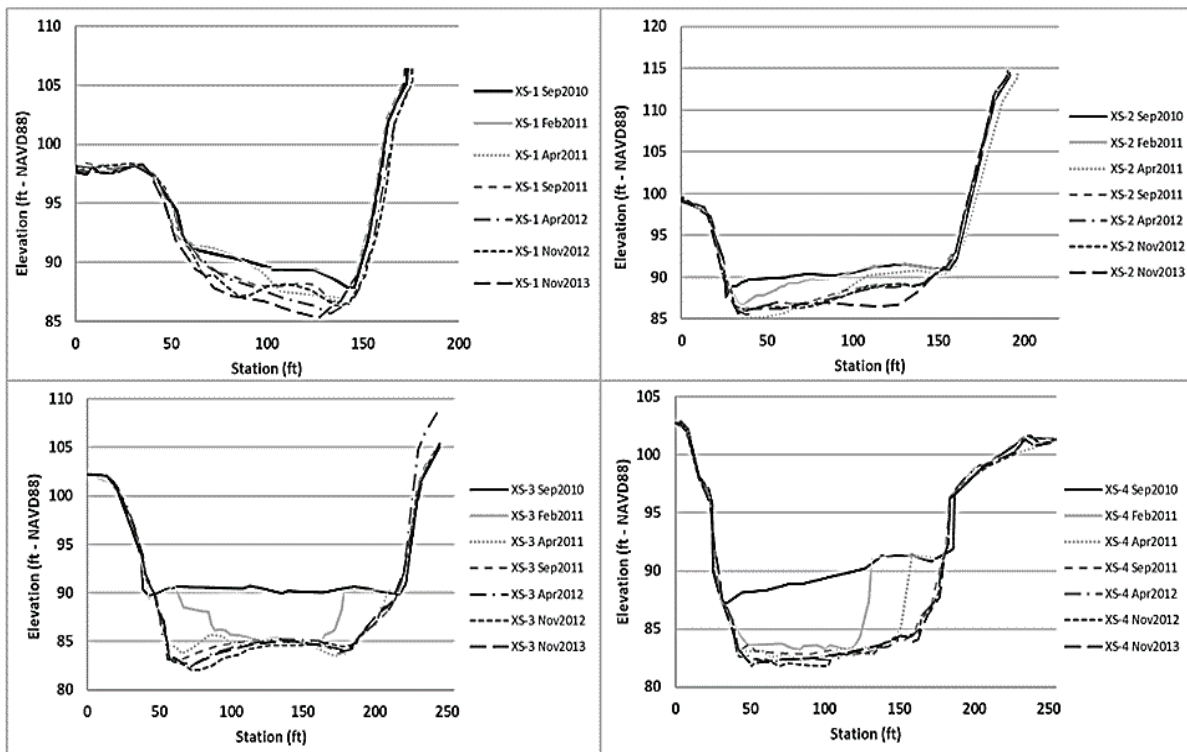 110
105
100
95
90
85
80
Elevation (ft - NAVD88)
0 50 100 150 200
Station (ft)
XS-1 Sep2010
XS-1 Feb2011
XS-1 Apr2011
XS-1 Sep2011
XS-1 Apr2012
XS-1 Nov2012
XS-1 Nov2013
120
115
110
105
100
95
90
85
80
Elevation (ft - NAVD88)
0 50 100 150 200
Station (ft)
XS-2 Sep2010
XS-2 Feb2011
XS-2 Apr2011
XS-2 Sep2011
XS-2 Apr2012
XS-2 Nov2012
XS-2 Nov2013
110
105
100
95
90
85
80
Elevation (ft - NAVD88)
0 50 100 150 200 250
Station (ft)
XS-3 Sep2010
XS-3 Feb2011
XS-3 Apr2011
XS-3 Sep2011
XS-3 Apr2012
XS-3 Nov2012
XS-3 Nov2013
105
100
95
90
85
80
Elevation (ft - NAVD88)
0 50 100 150 200 250
Station (ft)
XS-4 Sep2010
XS-4 Feb2011
XS-4 Apr2011
XS-4 Sep2011
XS-4 Apr2012
XS-4 Nov2012
XS-4 Nov2013